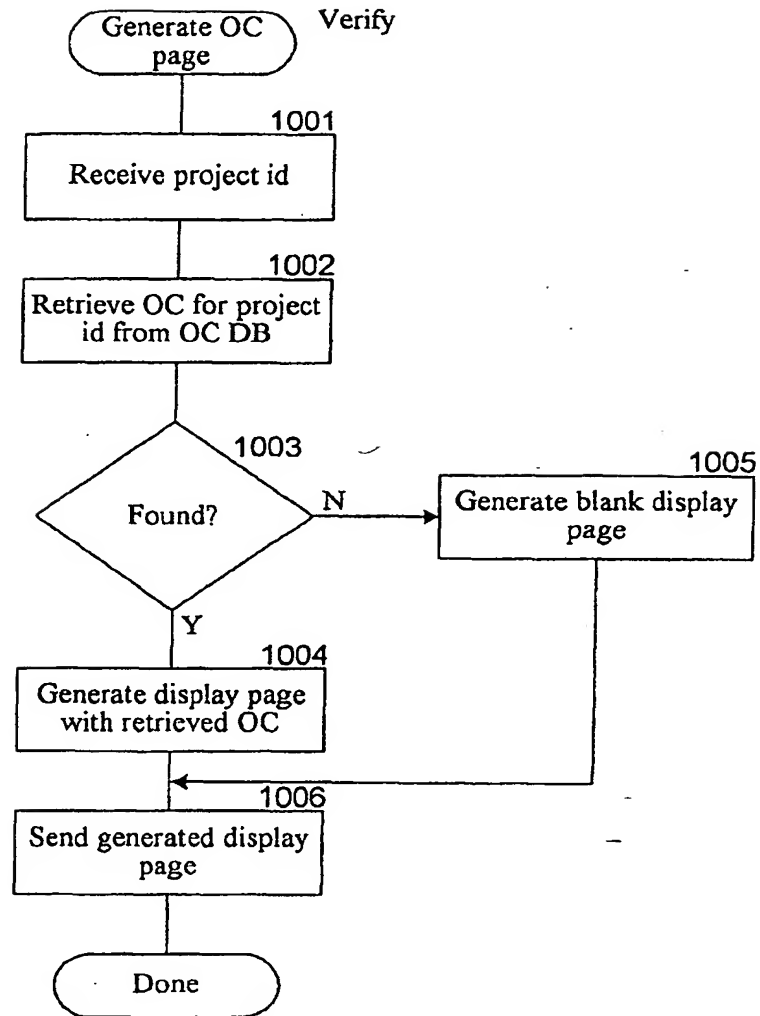 Generate OC
page
Verify
1001
Receive project id
1002
Retrieve OC for project
id from OC DB
1003
Found?
N
1005
Generate blank display
page
Y
1004
Generate display page
with retrieved OC
1006
Send generated display
page
Done